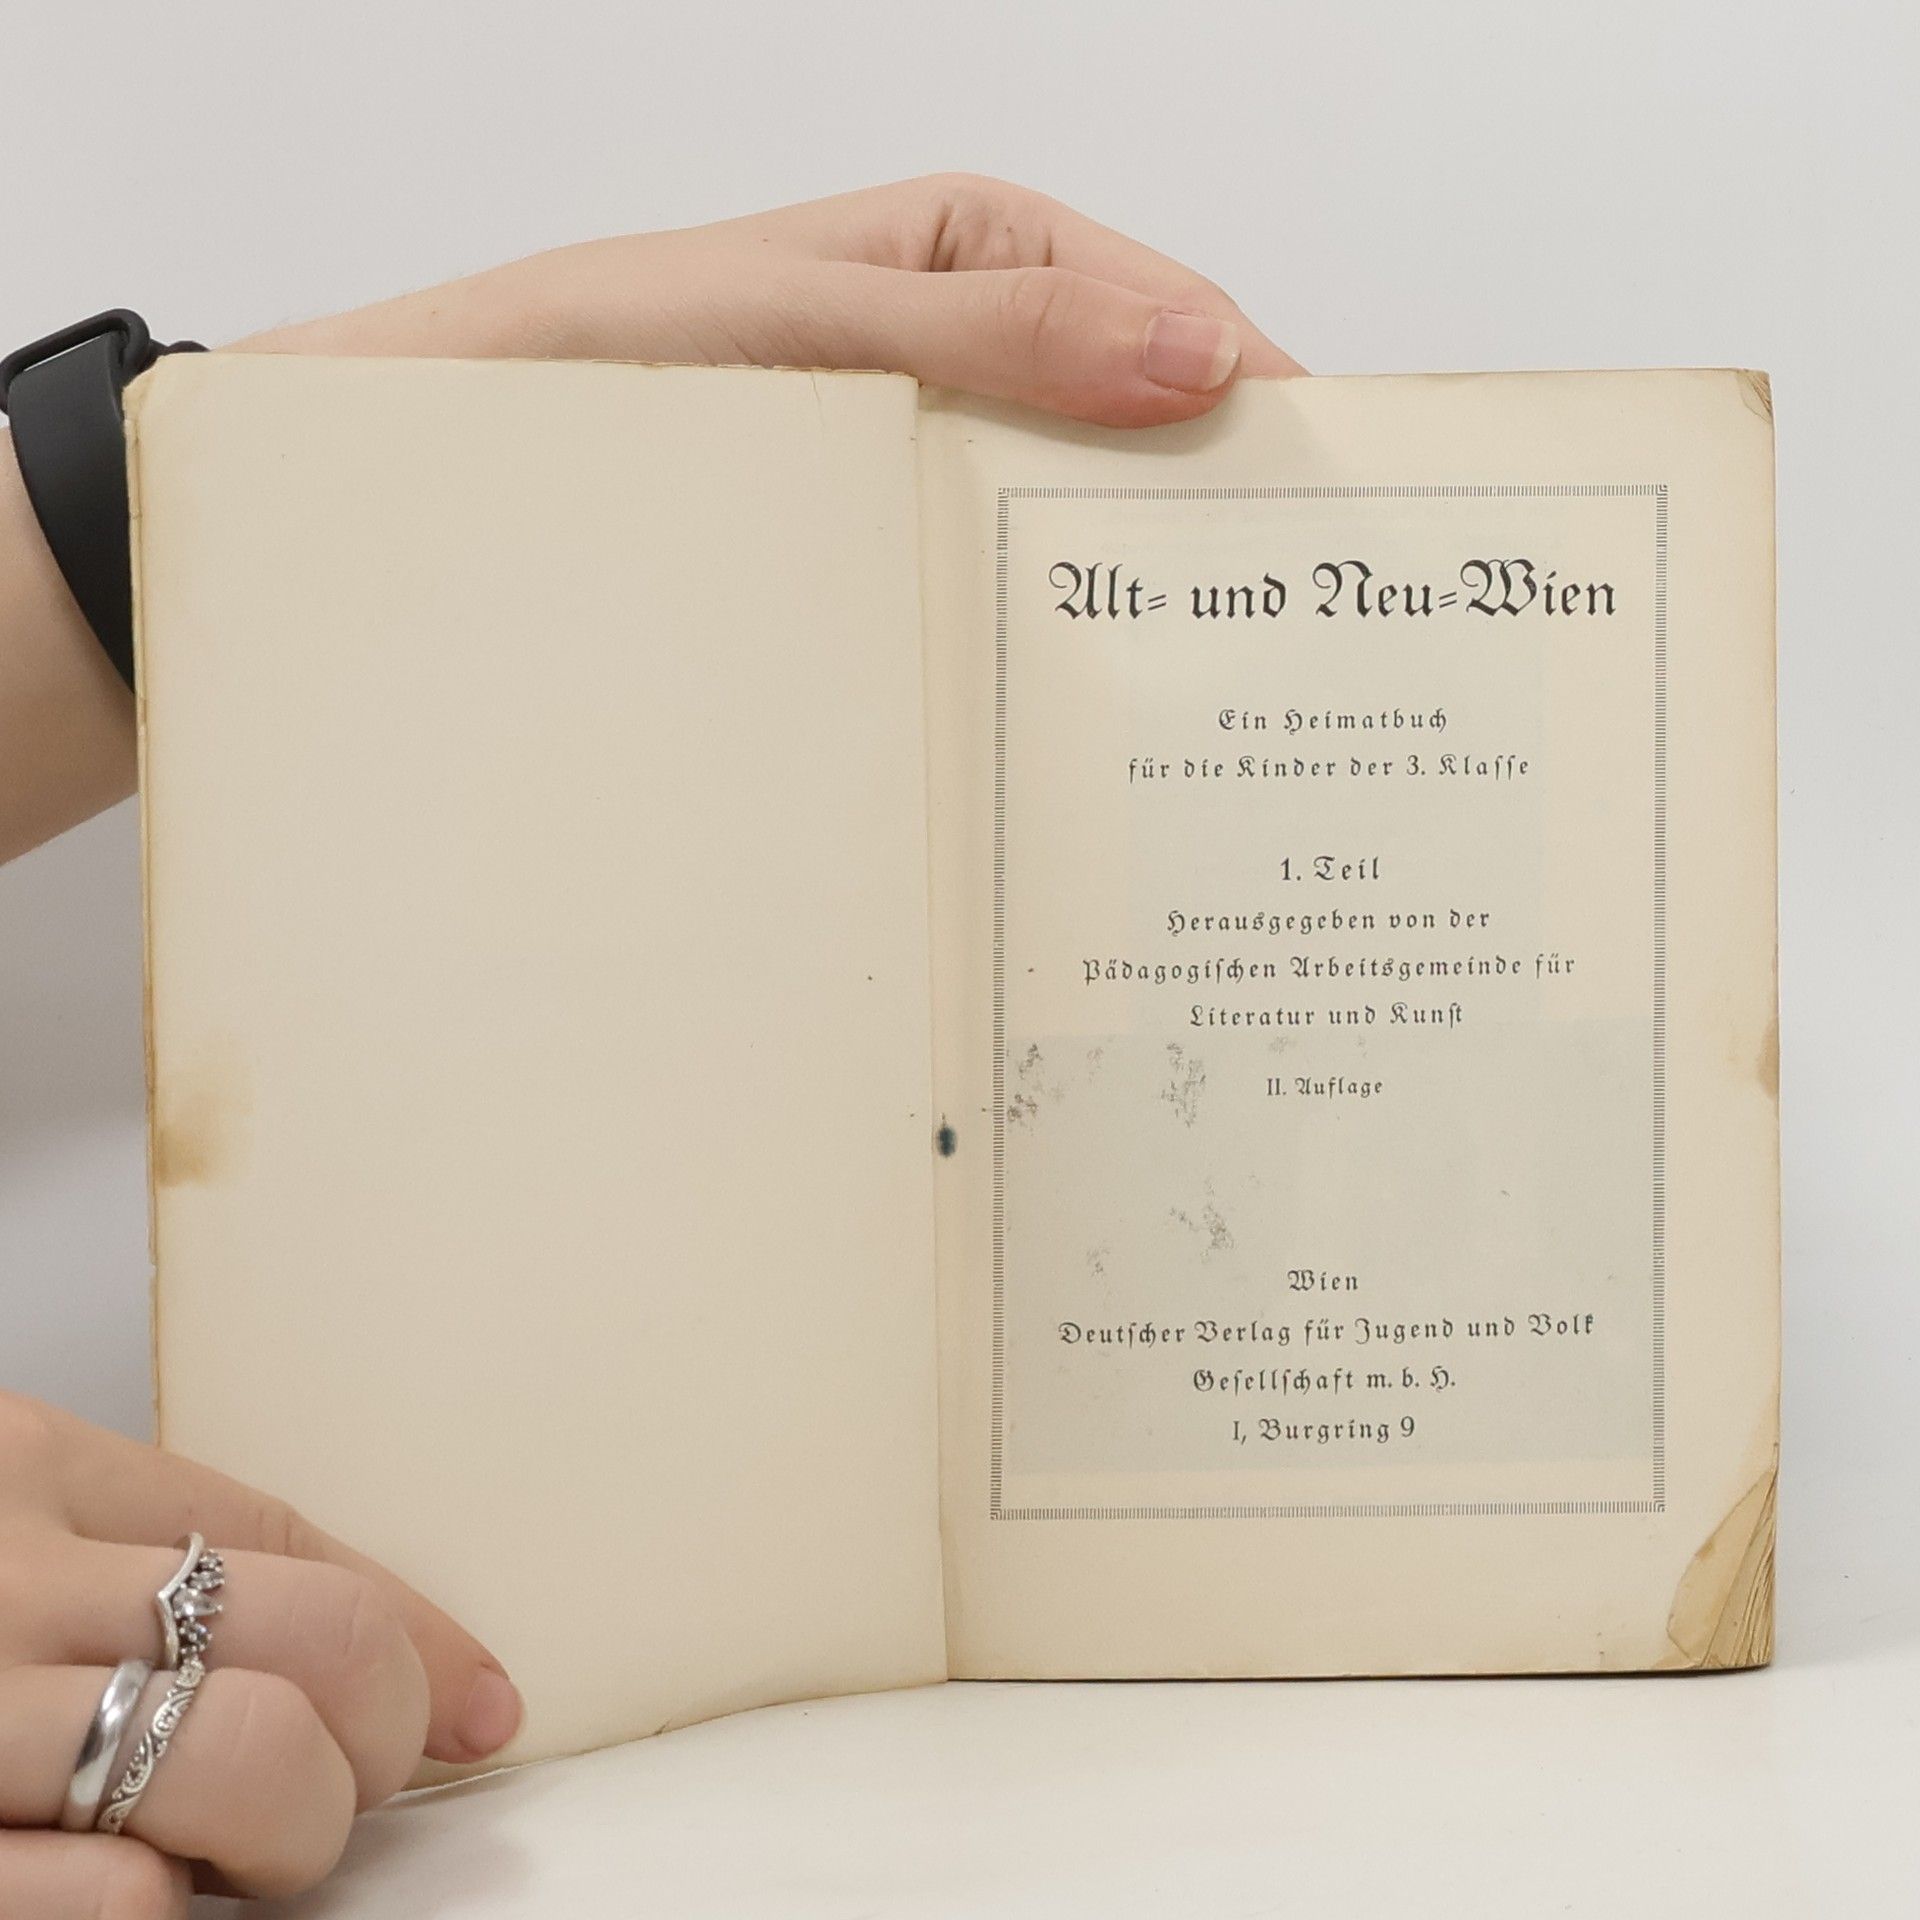 Alt- und Neu-Wien
Ein Heimatbuch
für die Kinder der 3. Klasse
1. Teil
Herausgegeben von der
Pädagogischen Arbeitsgemeinde für
Literatur und Kunst
II. Auflage
Wien
Deutscher Verlag für Jugend und Volk
Gesellschaft m. b. H.
I, Burgring 9